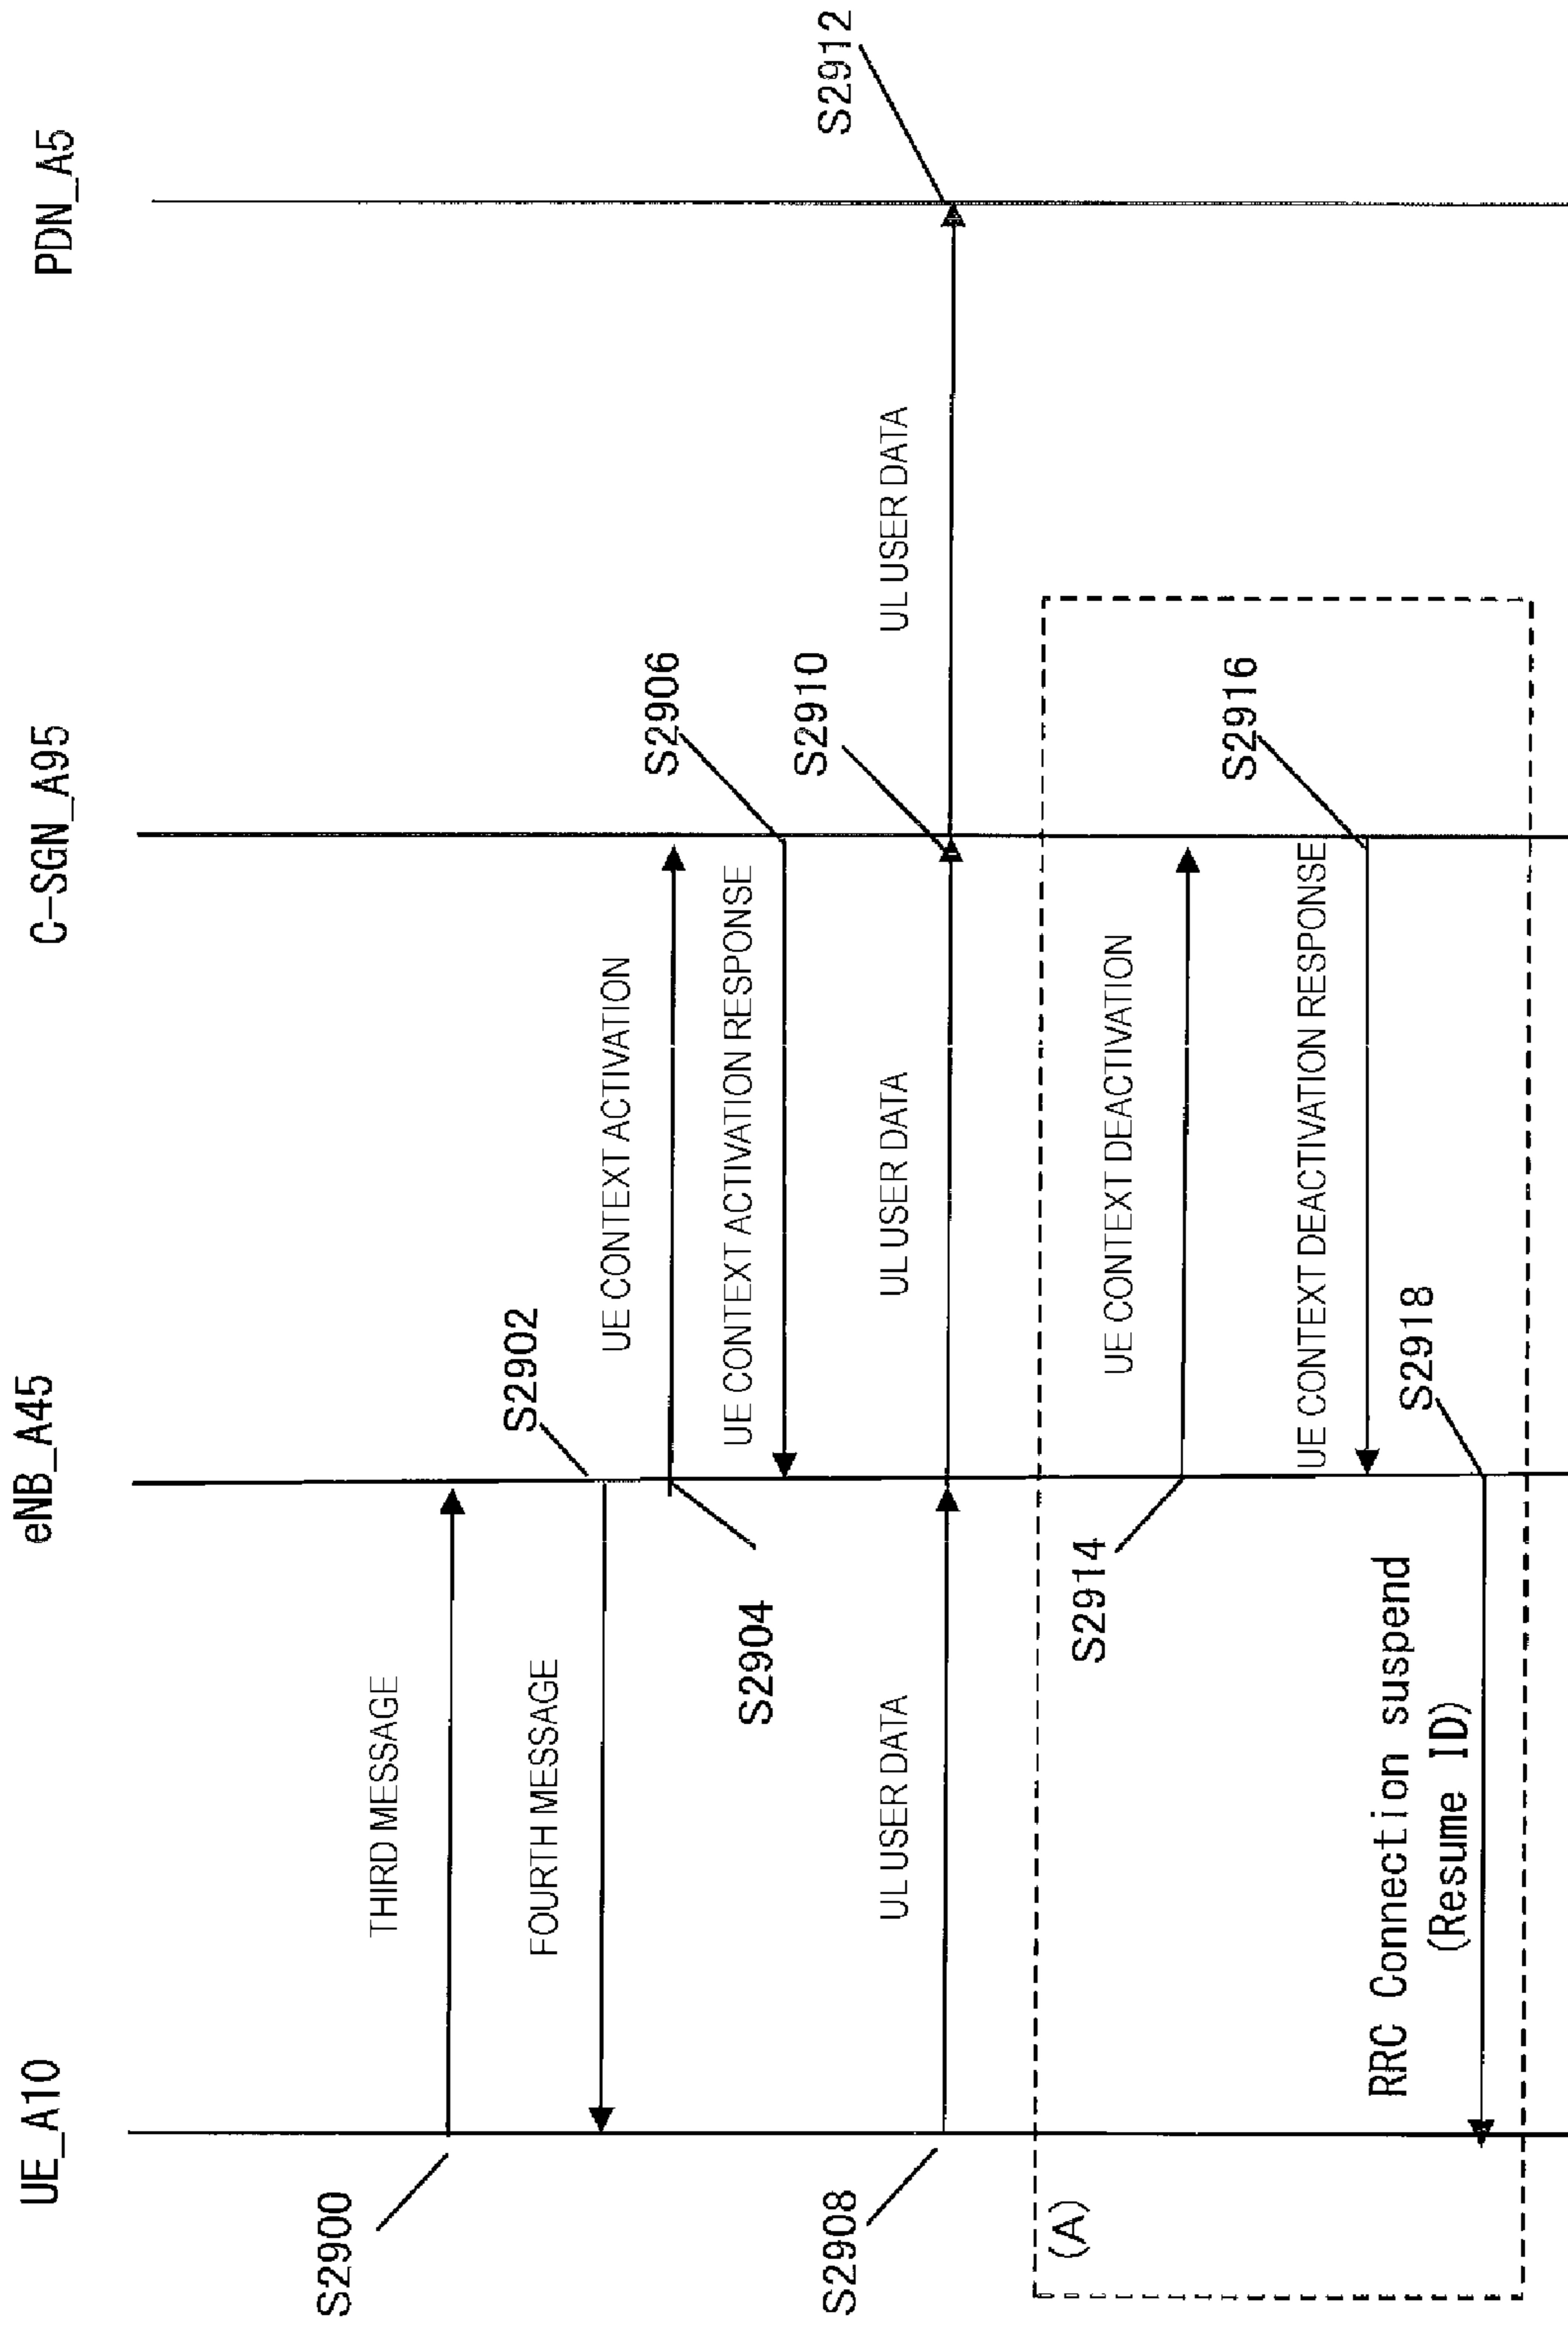 UE_A10
eNB_A45
C-SGN_A95
PDN_A5
S2900
THIRD MESSAGE
S2902
FOURTH MESSAGE
UE CONTEXT ACTIVATION
S2904
S2906
UE CONTEXT ACTIVATION RESPONSE
S2908
UL USER DATA
UL USER DATA
S2910
UL USER DATA
S2912
(A)
S2914
UE CONTEXT DEACTIVATION
S2916
UE CONTEXT DEACTIVATION RESPONSE
RRC Connection suspend
(Resume ID)
S2918